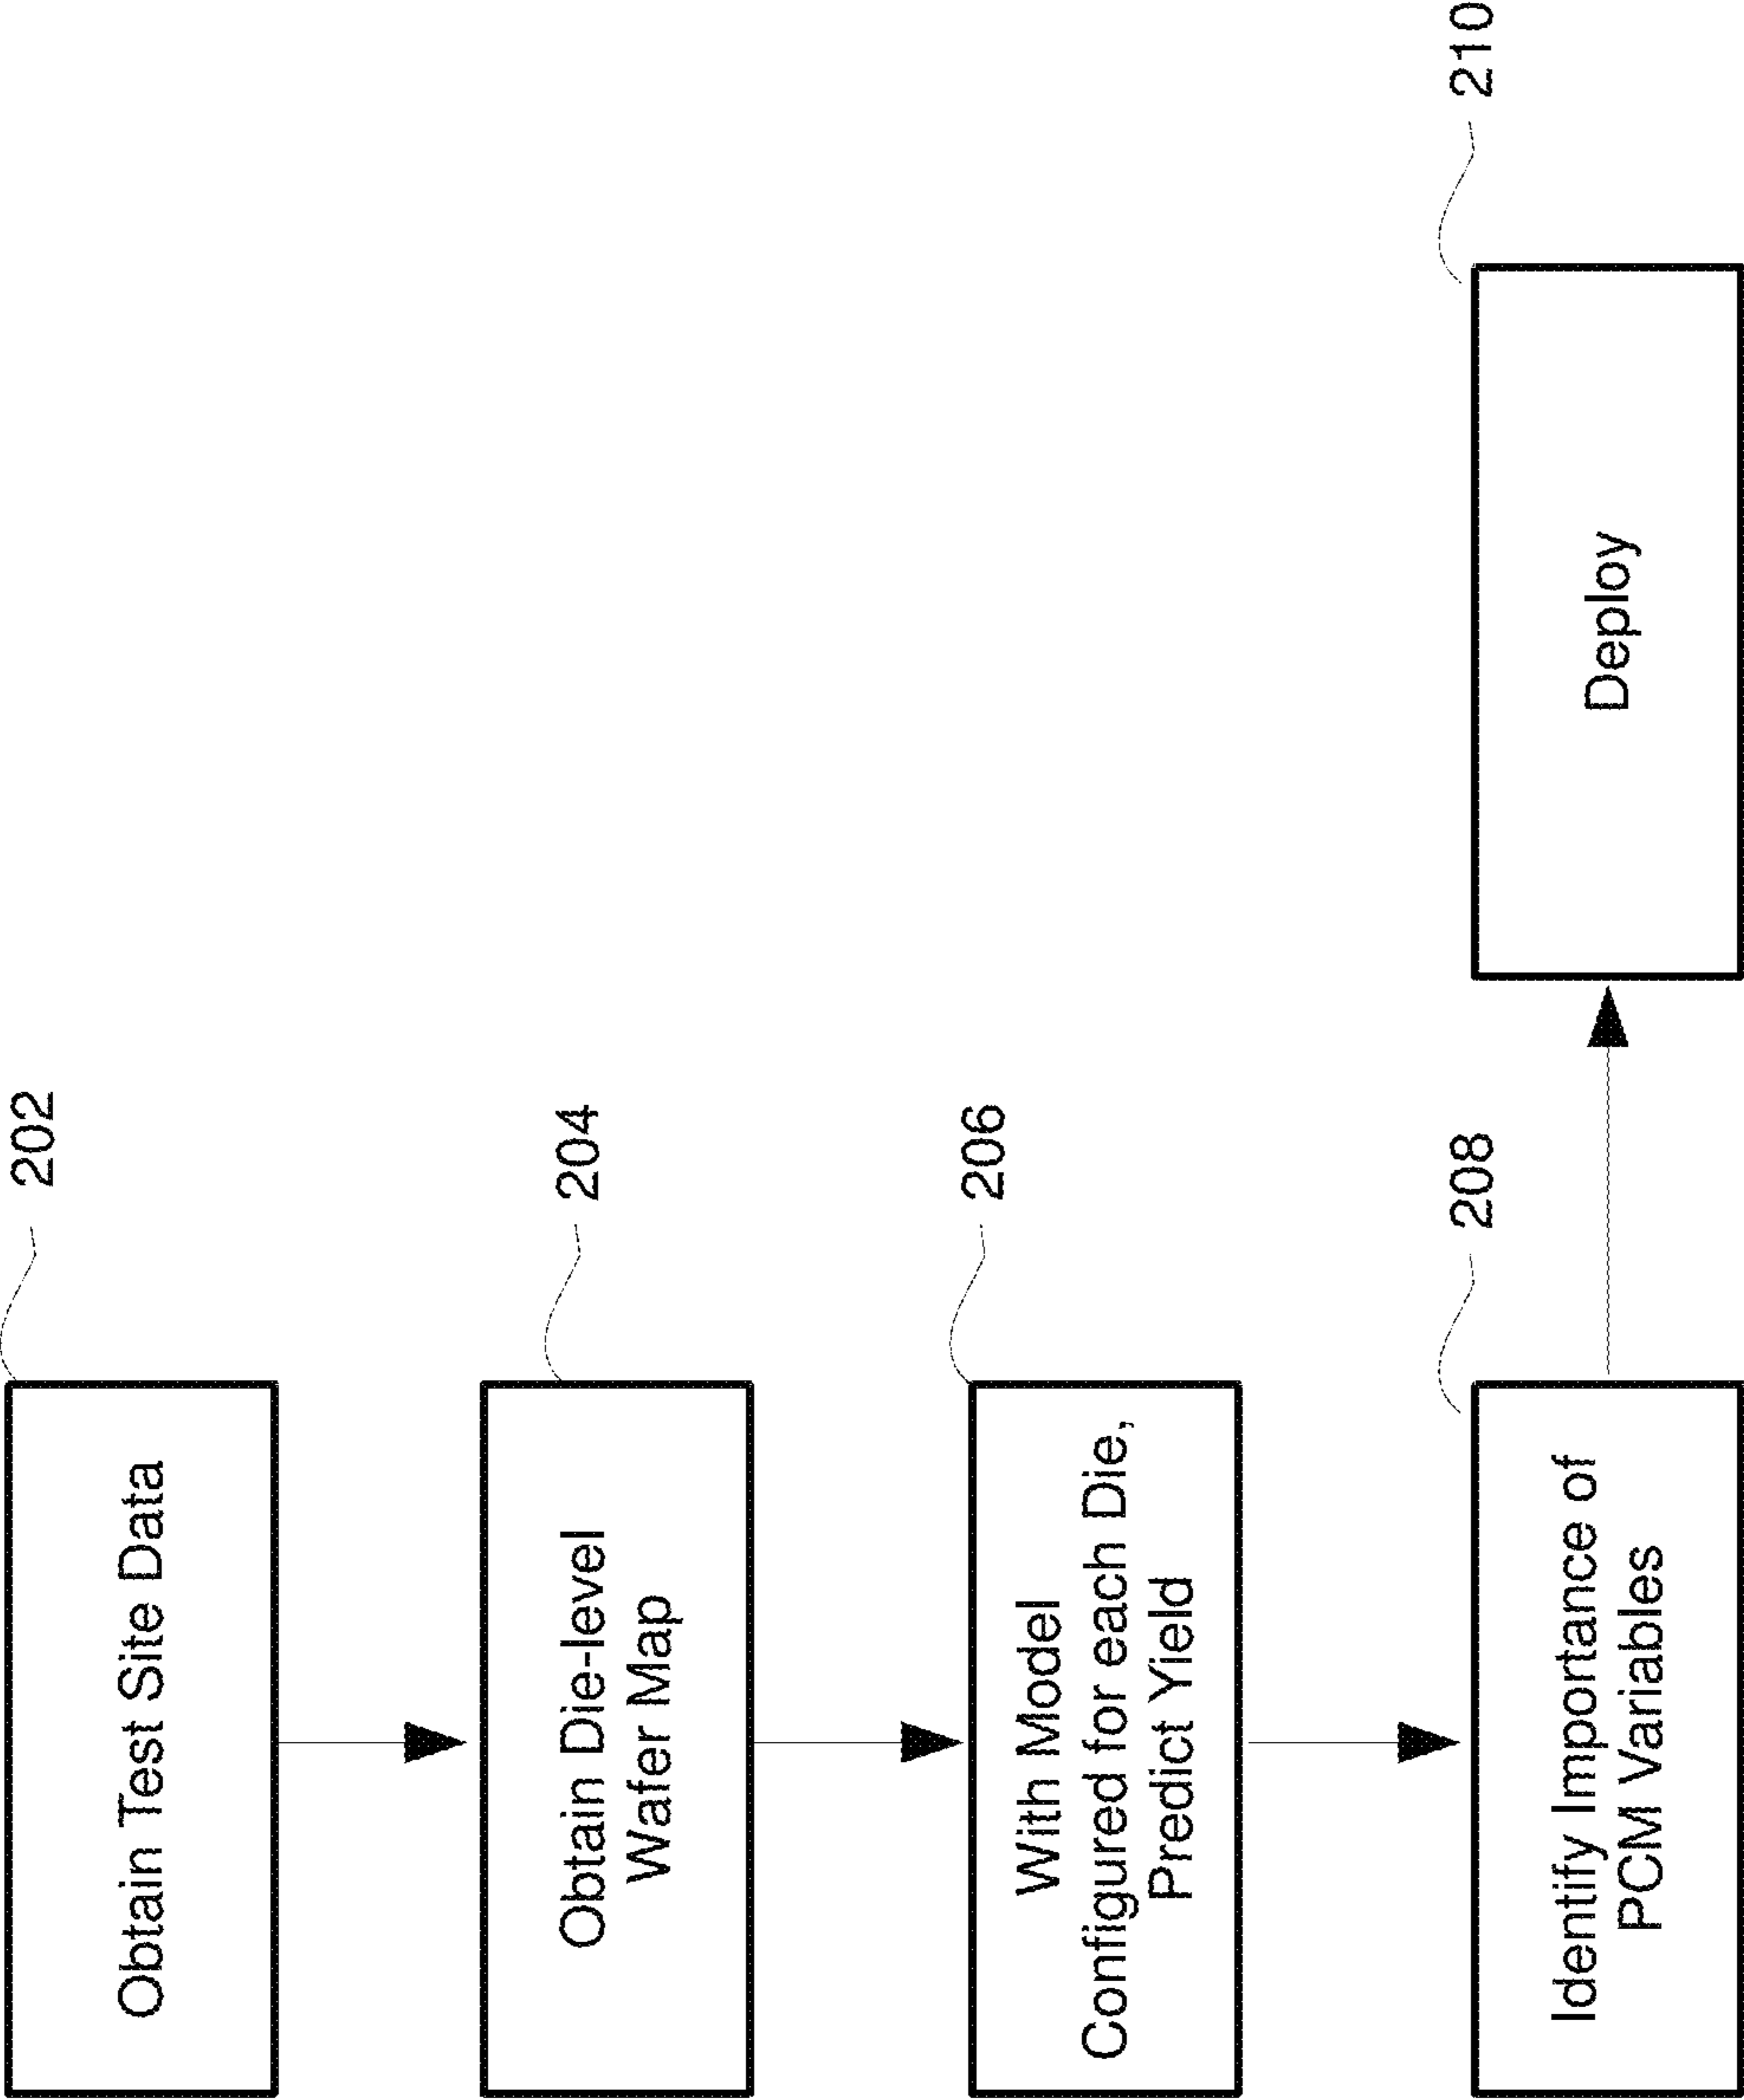 202
Obtain Test Site Data
204
Obtain Die-level
Wafer Map
206
With Model
Configured for each Die,
Predict Yield
208
Identify Importance of
PCM Variables
210
Deploy